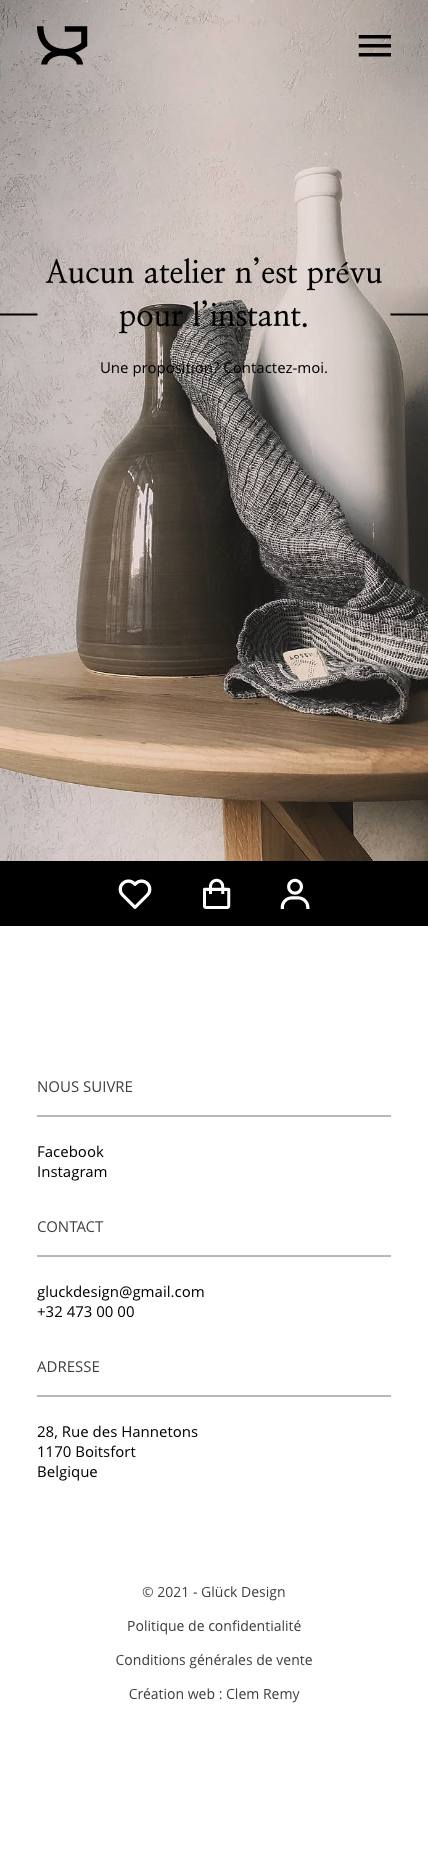 Aucun atelier n’est prévu
pour l’instant.
Une proposition? Contactez-moi.
NOUS SUIVRE
Facebook
Instagram
CONTACT
gluckdesign@gmail.com
+32 473 00 00
ADRESSE
28, Rue des Hannetons
1170 Boitsfort
Belgique
© 2021 - Glück Design
Politique de confidentialité
Conditions générales de vente
Création web : Clem Remy